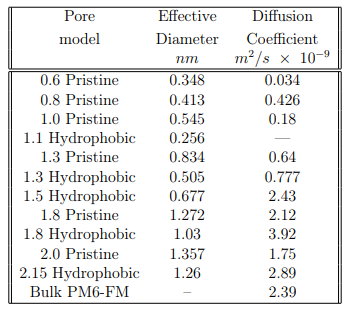 Pore Effective Diffusion
model Diameter Coefficient
nm m²/s × 10⁻⁹
0.6 Pristine 0.348 0.034
0.8 Pristine 0.413 0.426
1.0 Pristine 0.545 0.18
1.1 Hydrophobic 0.256 —
1.3 Pristine 0.834 0.64
1.3 Hydrophobic 0.505 0.777
1.5 Hydrophobic 0.677 2.43
1.8 Pristine 1.272 2.12
1.8 Hydrophobic 1.03 3.92
2.0 Pristine 1.357 1.75
2.15 Hydrophobic 1.26 2.89
Bulk PM6-FM – 2.39